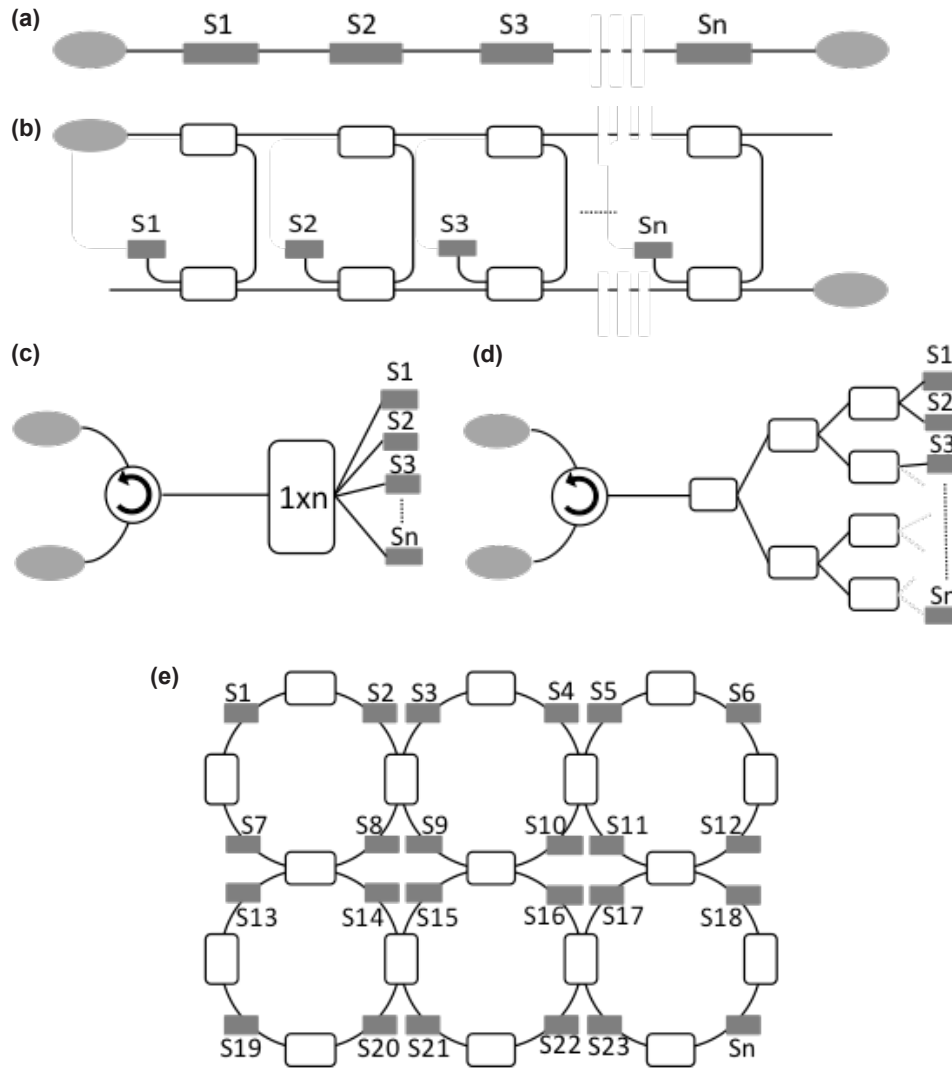 (a)
S1 S2 S3 Sn
(b)
S1 S2 S3 Sn
(c)
S1
S2
S3
1xn
Sn
(d)
S1
S2
S3
Sn
(e)
S1 S2 S3 S4 S5 S6
S7 S8 S9 S10 S11 S12
S13 S14 S15 S16 S17 S18
S19 S20 S21 S22 S23 Sn